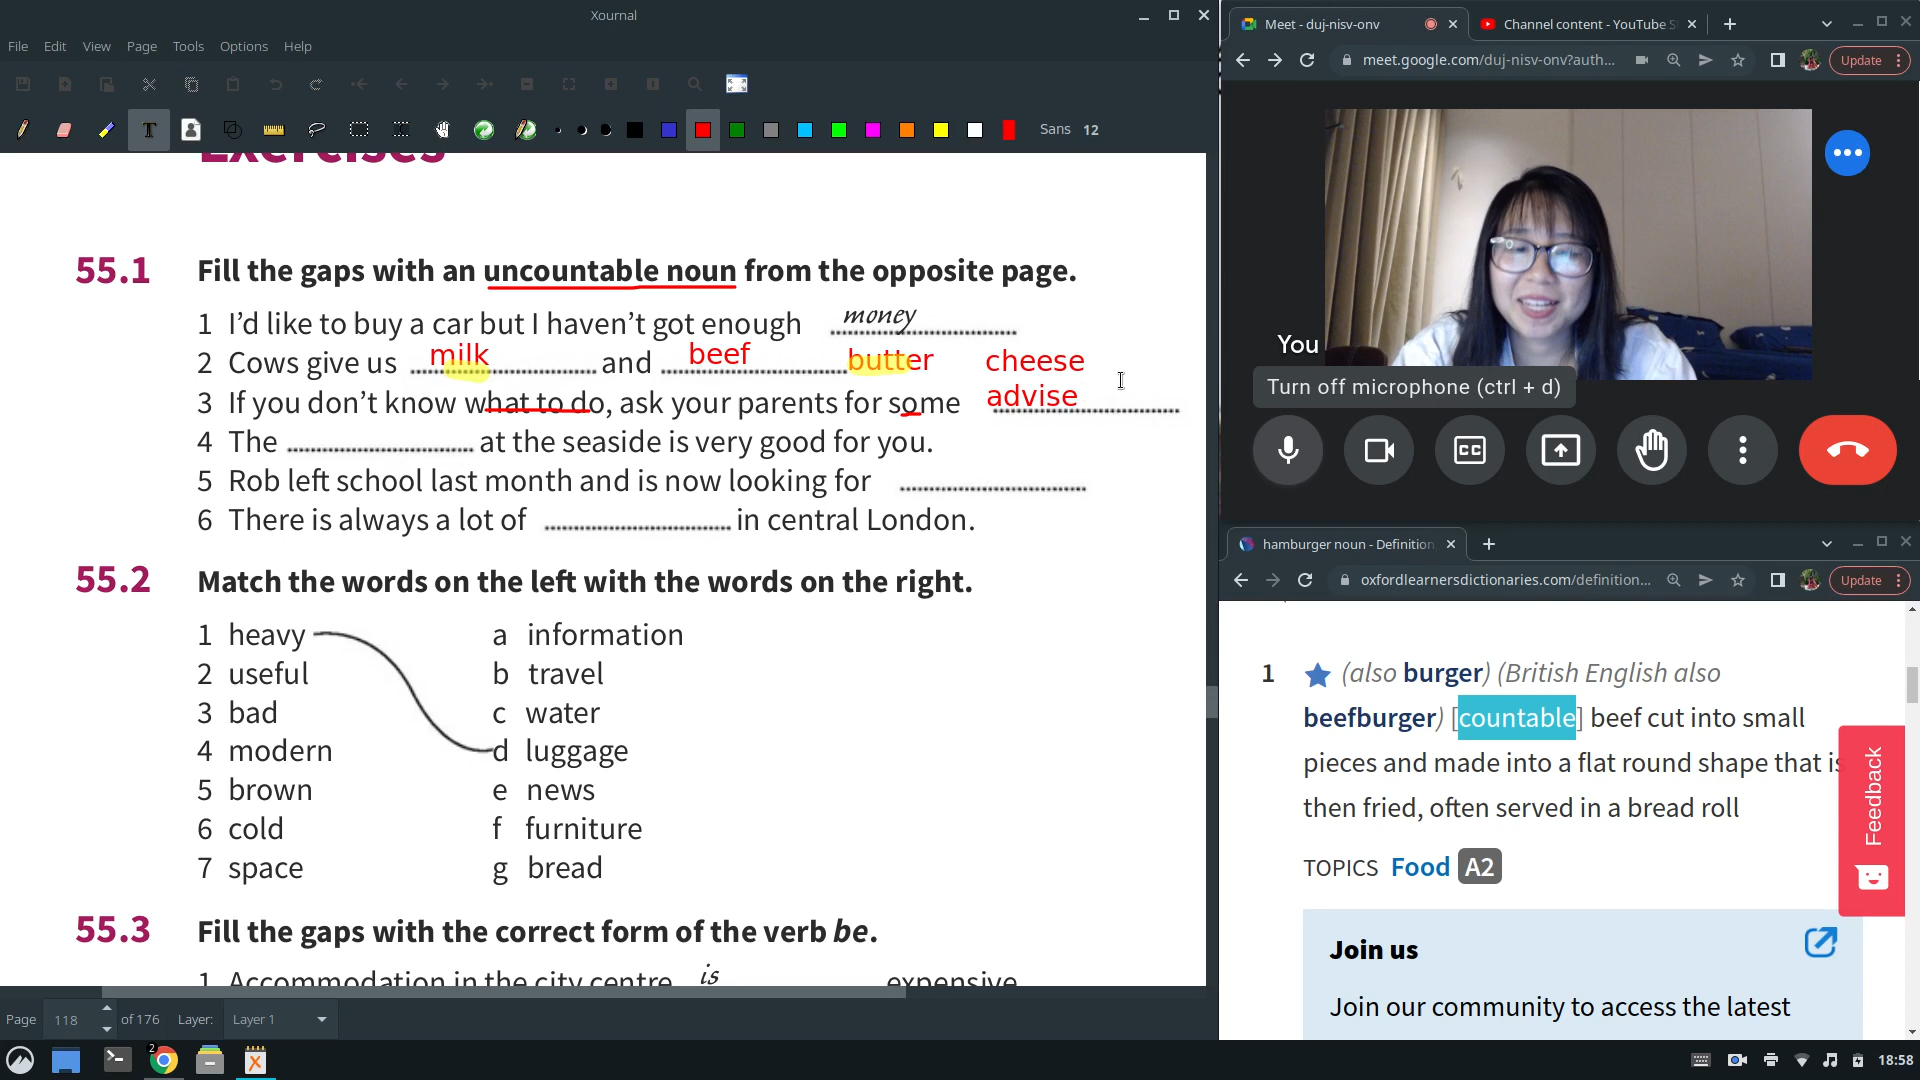 Xournal
File Edit View Page Tools Options Help
T Sans 12
Exercises
55.1 Fill the gaps with an uncountable noun from the opposite page.
1 I'd like to buy a car but I haven't got enough money
2 Cows give us milk and beef butter cheese
3 If you don't know what to do, ask your parents for some advise
4 The at the seaside is very good for you.
5 Rob left school last month and is now looking for
6 There is always a lot of in central London.
55.2 Match the words on the left with the words on the right.
1 heavy a information
2 useful b travel
3 bad c water
4 modern d luggage
5 brown e news
6 cold f furniture
7 space g bread
55.3 Fill the gaps with the correct form of the verb be.
1 Accommodation in the city centre is expensive
Page 118 of 176 Layer: Layer 1
Meet - duj-nisv-onv Channel content - YouTube S
meet.google.com/duj-nisv-onv?auth... Update
You
Turn off microphone (ctrl + d)
CC
hamburger noun - Definition
oxfordlearnersdictionaries.com/definition... Update
1 (also burger) (British English also
beefburger) [countable] beef cut into small
pieces and made into a flat round shape that is
then fried, often served in a bread roll
TOPICS Food A2
Feedback
Join us
Join our community to access the latest
2
18:58